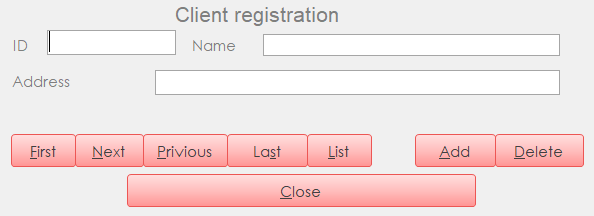 Client registration
ID Name
Address
First Next Privious Last List Add Delete
Close